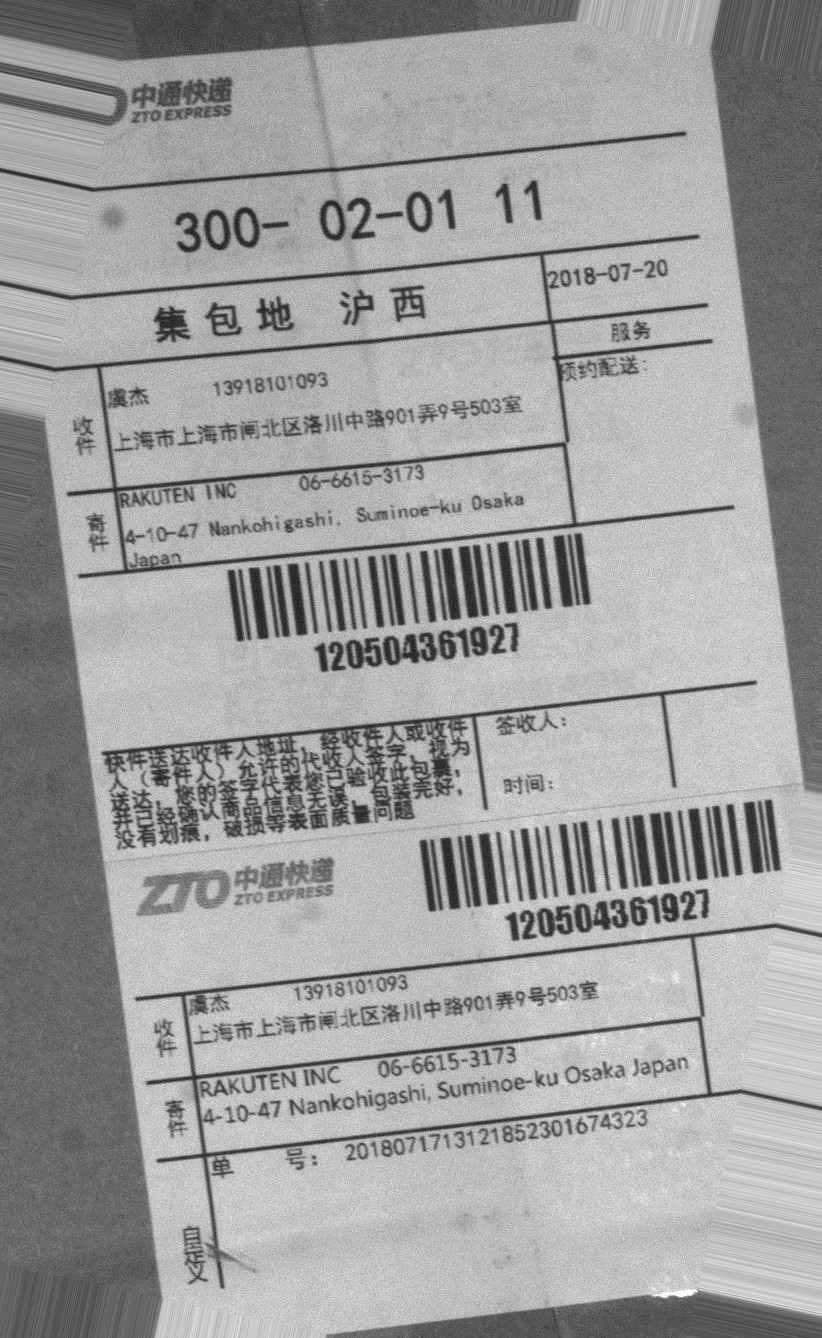 中通快递
ZTO EXPRESS
300- 02-01 11
集包地 沪西
2018-07-20
服务
预约配送:
收件
虞杰 13918101093
上海市上海市闸北区洛川中路901弄9号503室
寄件
RAKUTEN INC 06-6615-3173
4-10-47 Nankohigashi, Suminoe-ku Osaka
Japan
120504361927
快件送达收件人地址，经收件人或收件
人（寄件人）允许的代收人签字，视为
送达，您的签字代表您已验收此包裹，
并已经确认商品信息无误，包装完好，
没有划痕，破损等表面质量问题
签收人:
时间:
ZTO 中通快递
ZTO EXPRESS
120504361927
收件
虞杰 13918101093
上海市上海市闸北区洛川中路901弄9号503室
寄件
RAKUTEN INC 06-6615-3173
4-10-47 Nankohigashi, Suminoe-ku Osaka Japan
单 号: 2018071713121852301674323
自定义